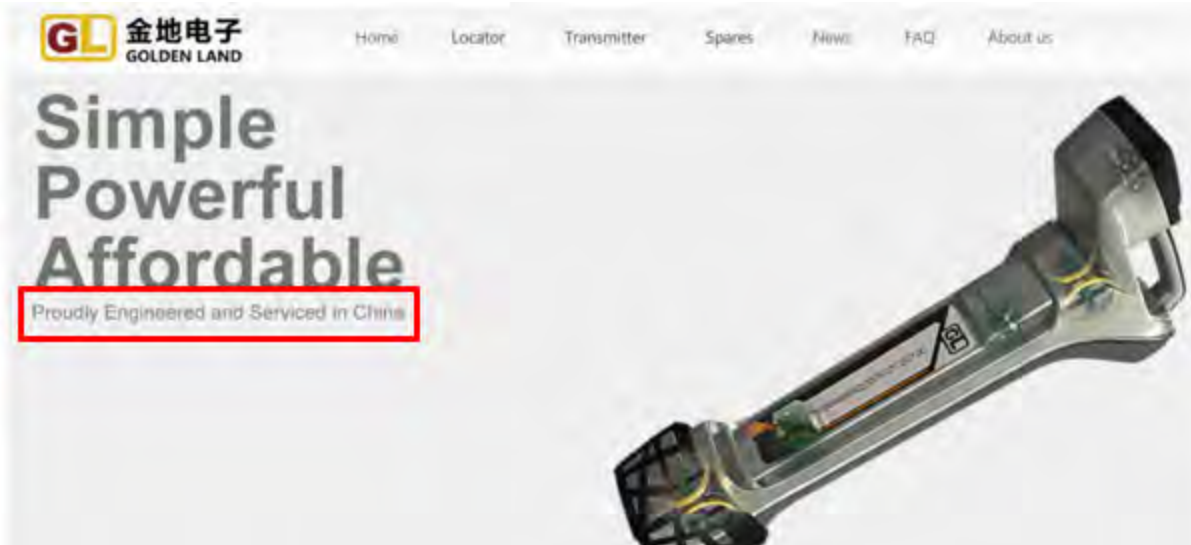 GL 金地电子
GOLDEN LAND
Home Locator Transmitter Spares News FAQ About us
Simple
Powerful
Affordable
Proudly Engineered and Serviced in China
GL